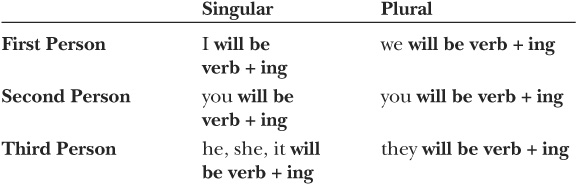 Singular Plural
First Person I will be we will be verb + ing
verb + ing
Second Person you will be you will be verb + ing
verb + ing
Third Person he, she, it will they will be verb + ing
be verb + ing